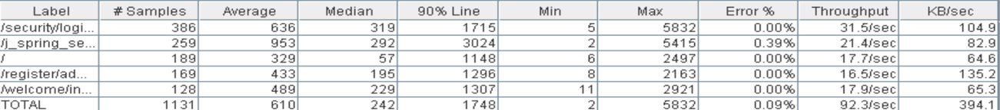 Label # Samples Average Median 90% Line Min Max Error % Throughput KB/sec
/security/logi... 386 636 319 1715 5 5832 0.00% 31.5/sec 104.9
/j_spring_se... 259 953 292 3024 2 5415 0.39% 21.4/sec 82.9
/ 189 329 57 1148 6 2497 0.00% 17.7/sec 64.6
/register/ad... 169 433 195 1296 8 2163 0.00% 16.5/sec 135.2
/welcome/in... 128 489 229 1307 11 2921 0.00% 17.9/sec 65.3
TOTAL 1131 610 242 1748 2 5832 0.09% 92.3/sec 394.1